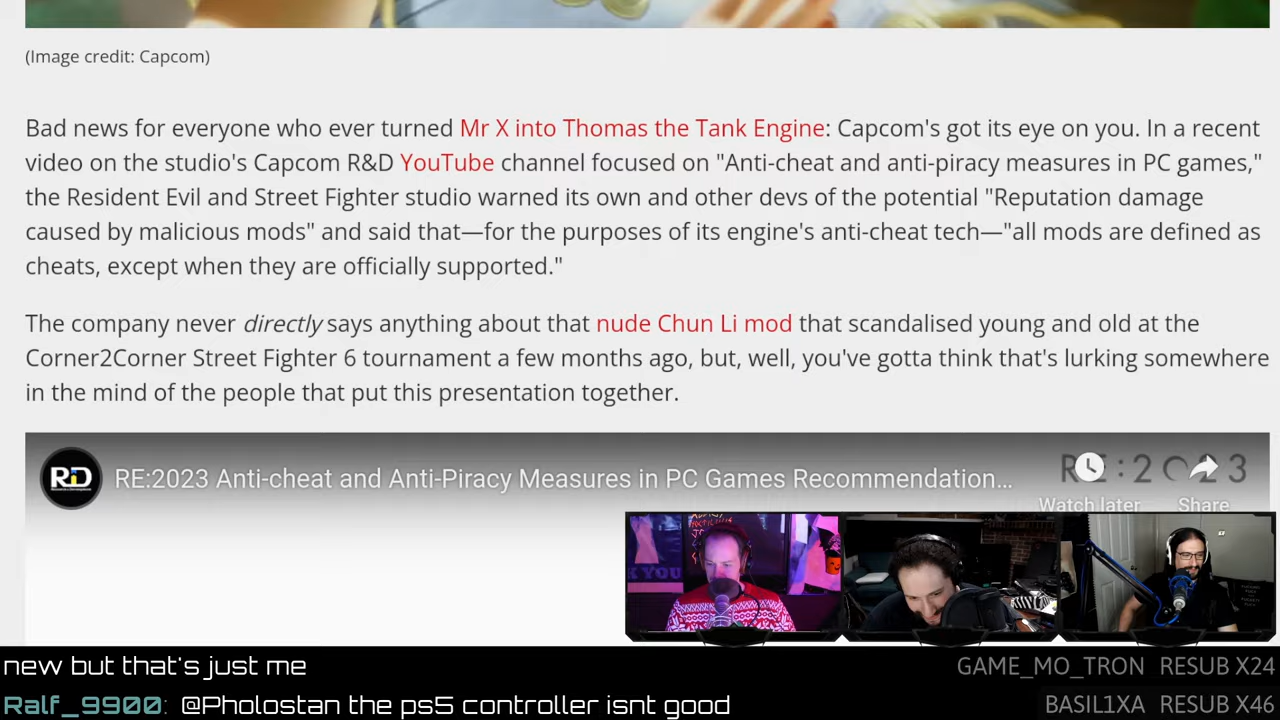 (Image credit: Capcom)
Bad news for everyone who ever turned Mr X into Thomas the Tank Engine: Capcom's got its eye on you. In a recent
video on the studio's Capcom R&D YouTube channel focused on "Anti-cheat and anti-piracy measures in PC games,"
the Resident Evil and Street Fighter studio warned its own and other devs of the potential "Reputation damage
caused by malicious mods" and said that—for the purposes of its engine's anti-cheat tech—"all mods are defined as
cheats, except when they are officially supported."
The company never directly says anything about that nude Chun Li mod that scandalised young and old at the
Corner2Corner Street Fighter 6 tournament a few months ago, but, well, you've gotta think that's lurking somewhere
in the mind of the people that put this presentation together.
RD RE:2023 Anti-cheat and Anti-Piracy Measures in PC Games Recommendation...
RE:2023
Watch later Share
new but that's just me
GAME_MO_TRON RESUB X24
Ralf_9900: @Pholostan the ps5 controller isnt good
BASIL1XA RESUB X46